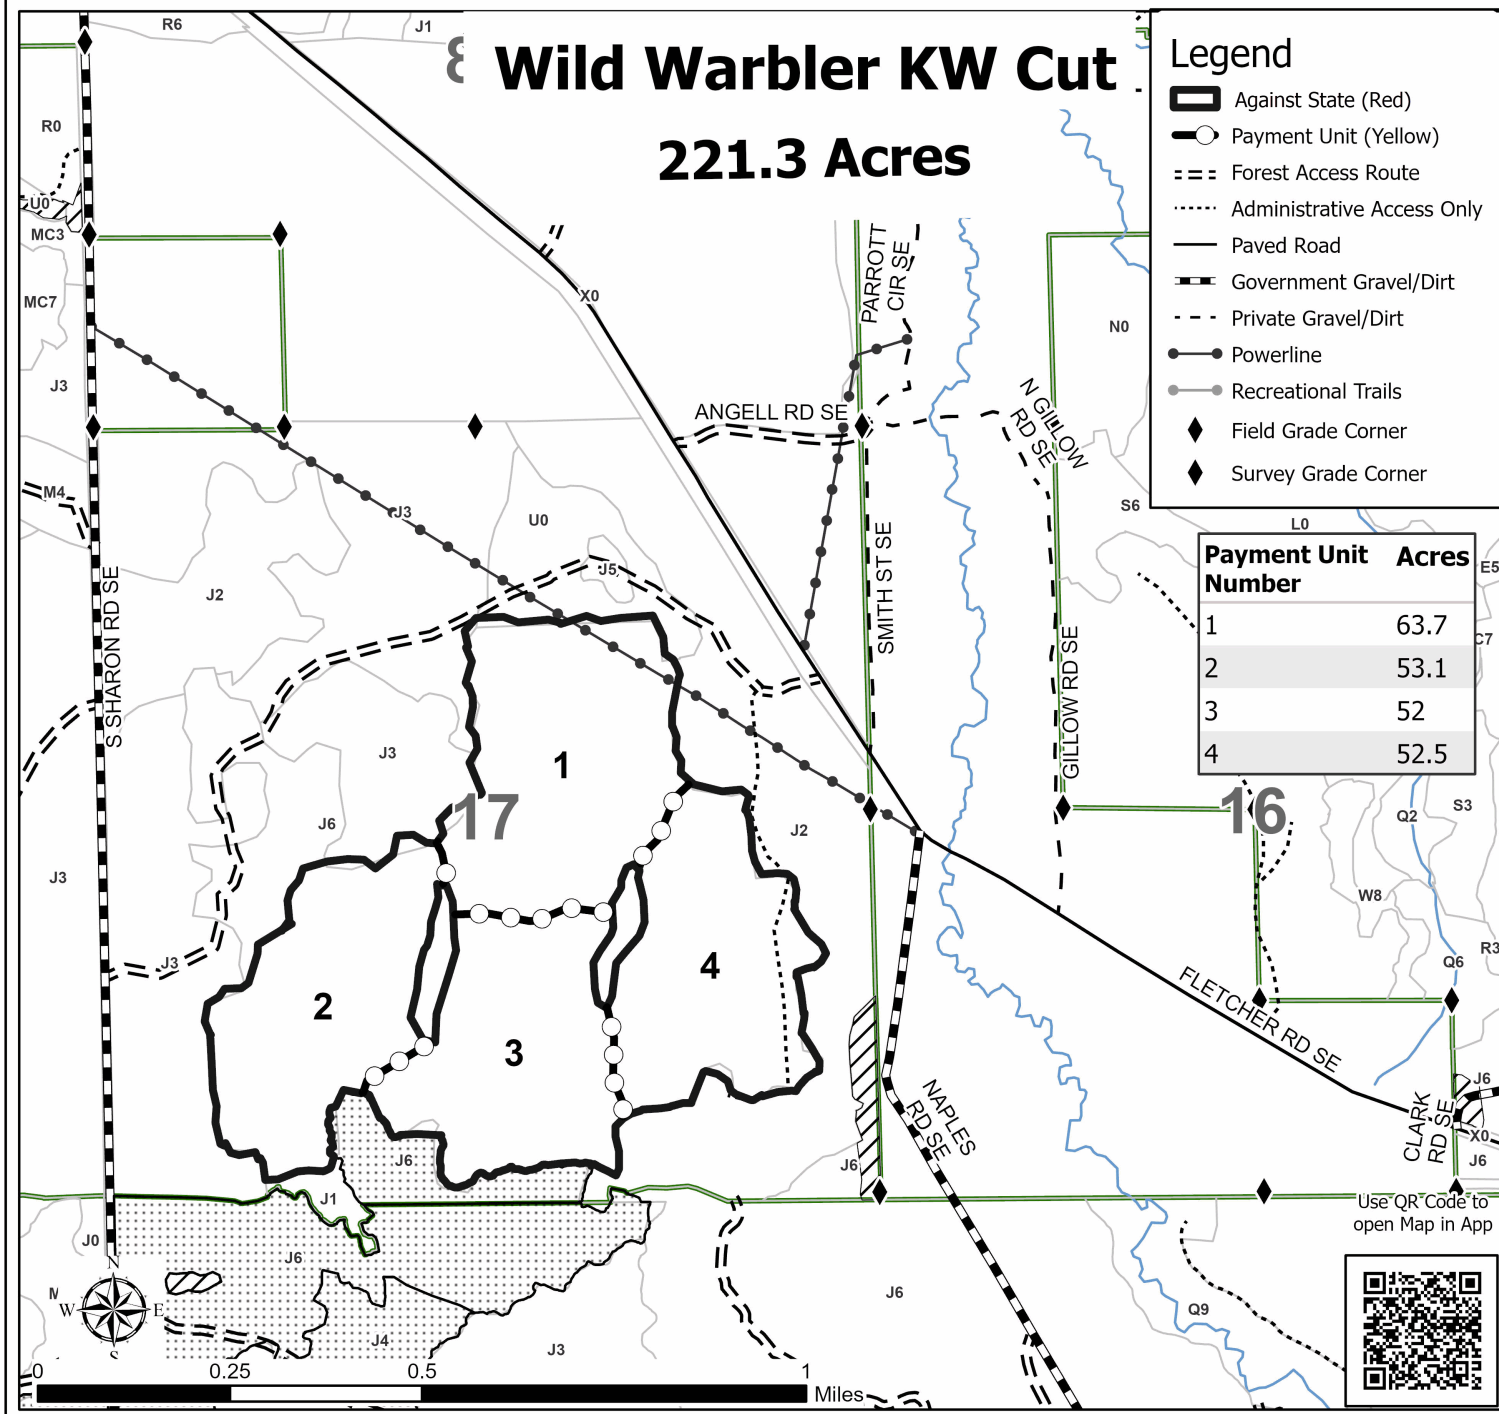 Wild Warbler KW Cut
221.3 Acres
Legend
Against State (Red)
Payment Unit (Yellow)
Forest Access Route
Administrative Access Only
Paved Road
Government Gravel/Dirt
Private Gravel/Dirt
Powerline
Recreational Trails
Field Grade Corner
Survey Grade Corner
Payment Unit Number Acres
1 63.7
2 53.1
3 52
4 52.5
R6
J1
8
R0
U0
MC3
MC7
J3
M4
X0
PARROTT
CIR SE
N0
ANGELL RD SE
N GILLOW
RD SE
J3
U0
S6
L0
E5
J5
J2
S SHARON RD SE
SMITH ST SE
GILLOW RD SE
C7
J3
1
17
16
J6
J2
Q2
S3
J3
W8
R3
J3
4
Q6
2
3
FLETCHER RD SE
NAPLES
RD SE
CLARK
RD SE
J6
X0
J6
J6
J6
J1
J0
J6
M
N
W E
S
J4
J3
J6
Q9
Use QR Code to
open Map in App
0 0.25 0.5 1
Miles